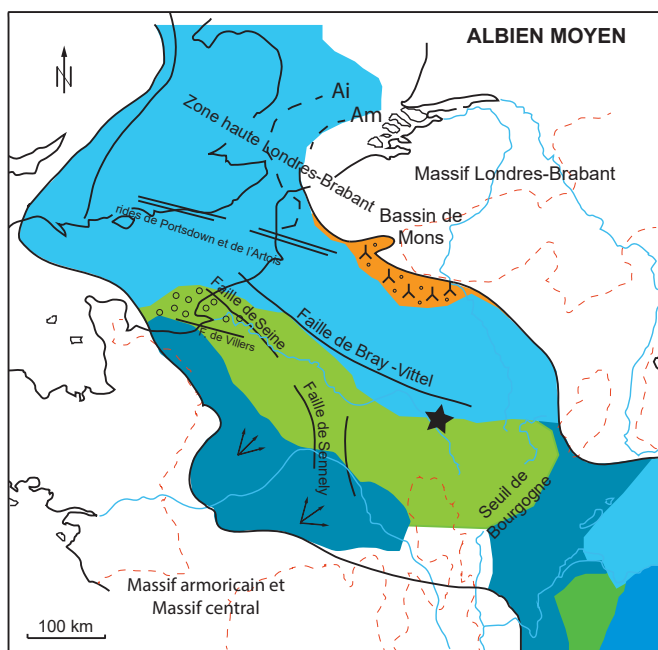 ALBIEN MOYEN
N
Ai
Am
Zone haute Londres-Brabant
Massif Londres-Brabant
Bassin de
Mons
rides de Portsdown et de l'Artois
Faille de Seine
F. de Villers
Faille de Bray -Vittel
Faille de Sennely
Seuil de
Bourgogne
Massif armoricain et
Massif central
100 km